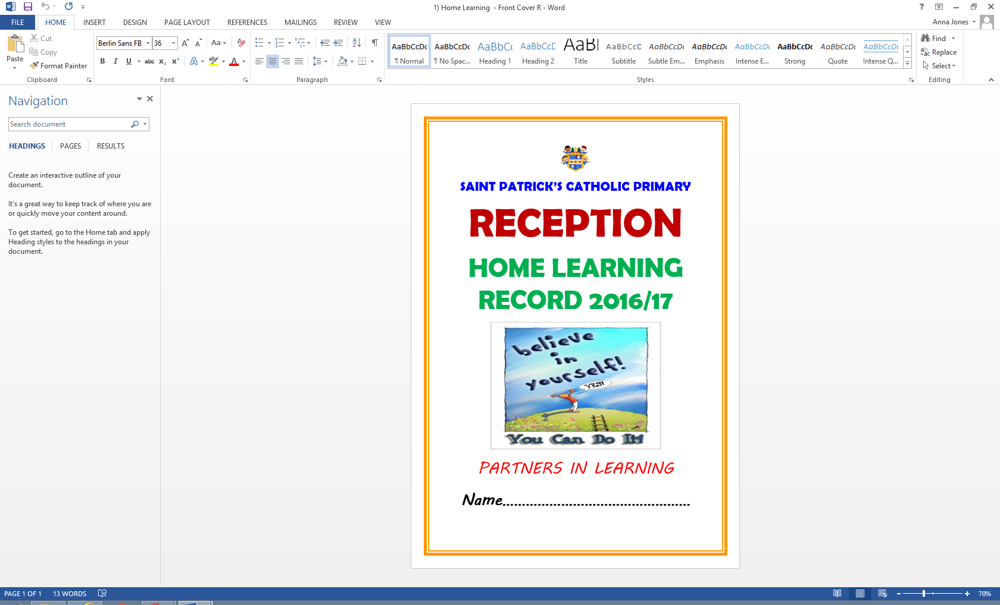 1) Home Learning  - Front Cover R - Word
?
Anna Jones
FILE HOME INSERT DESIGN PAGE LAYOUT REFERENCES MAILINGS REVIEW VIEW
Paste
Cut
Copy
Format Painter
Clipboard
Berlin Sans FB 36 A A Aa
B I U abc x₂ x² A aby A
Font
Paragraph
AaBbCcDc AaBbCcDc AaBbCc AaBbCcD AaBl AaBbCcD AaBbCcDc AaBbCcDc AaBbCcDc AaBbCcDc AaBbCcDc AaBbCcDc
¶ Normal ¶ No Spac... Heading 1 Heading 2 Title Subtitle Subtle Em... Emphasis Intense E... Strong Quote Intense Q...
Styles
Find
Replace
Select
Editing
Navigation
Search document
HEADINGS PAGES RESULTS
Create an interactive outline of your
document.
It's a great way to keep track of where you are
or quickly move your content around.
To get started, go to the Home tab and apply
Heading styles to the headings in your
document.
SAINT PATRICK'S CATHOLIC PRIMARY
RECEPTION
HOME LEARNING
RECORD 2016/17
believe
in
yourself!
YES!
You Can Do It!
PARTNERS IN LEARNING
Name................................................
PAGE 1 OF 1 13 WORDS
70%